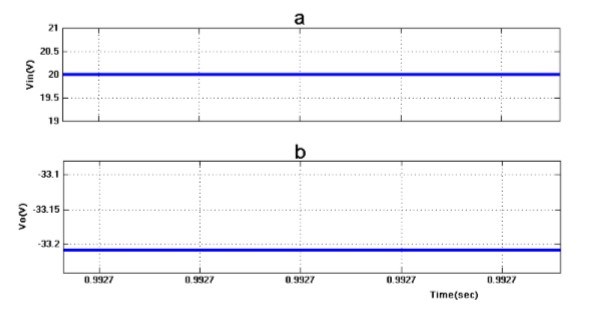 a
21
20.5
20
19.5
19
Vin(V)
b
-33.1
-33.15
-33.2
Vo(V)
0.9927 0.9927 0.9927 0.9927 0.9927
Time(sec)